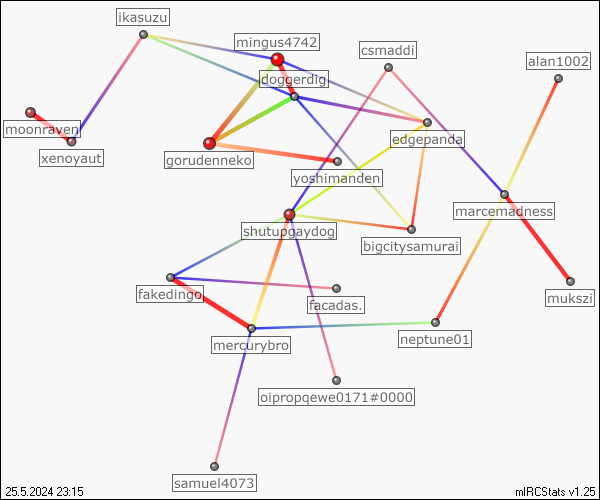 ikasuzu
mingus4742
csmaddi
alan1002
doggerdig
moonraven
edgepanda
xenoyaut
gorudenneko
yoshimanden
marcemadness
shutupgaydog
bigcitysamurai
fakedingo
facadas.
mukszi
mercurybro
neptune01
oipropqewe0171#0000
samuel4073
25.5.2024 23:15
mIRCStats v1.25